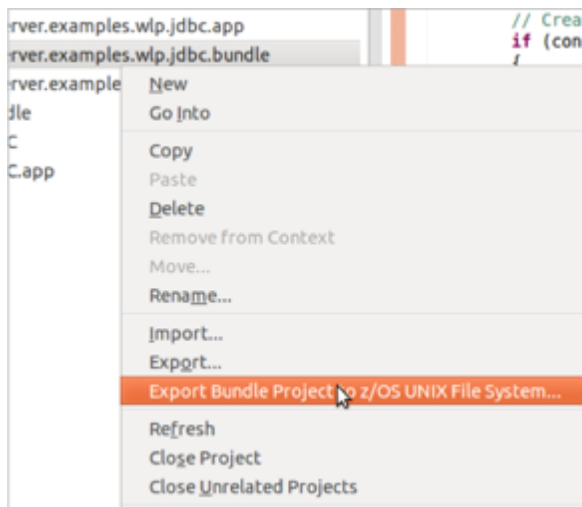 rver.examples.wlp.jdbc.app
rver.examples.wlp.jdbc.bundle
rver.example
dle
C
C.app
// Crea
if (con
{
New
Go Into
Copy
Paste
Delete
Remove from Context
Move...
Rename...
Import...
Export...
Export Bundle Project to z/OS UNIX File System...
Refresh
Close Project
Close Unrelated Projects